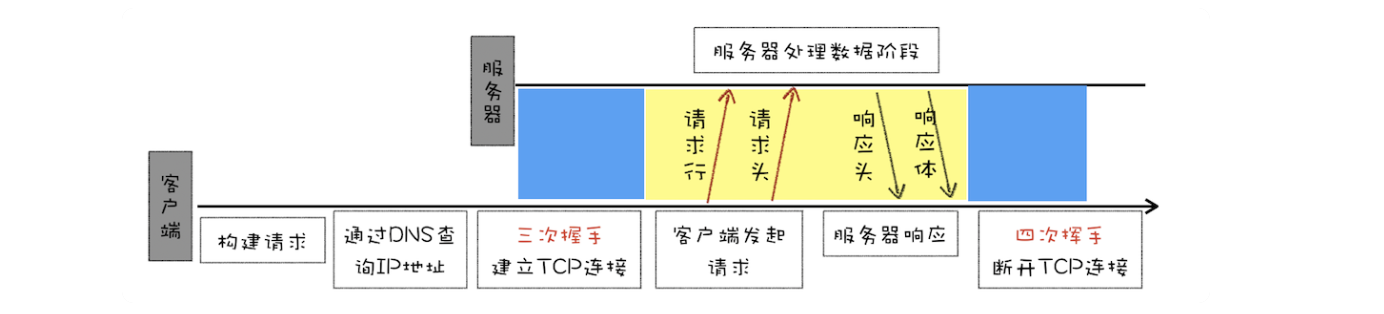 服务器处理数据阶段
服务器
请求行
请求头
响应头
响应体
客户端
构建请求
通过DNS查
询IP地址
三次握手
建立TCP连接
客户端发起
请求
服务器响应
四次挥手
断开TCP连接